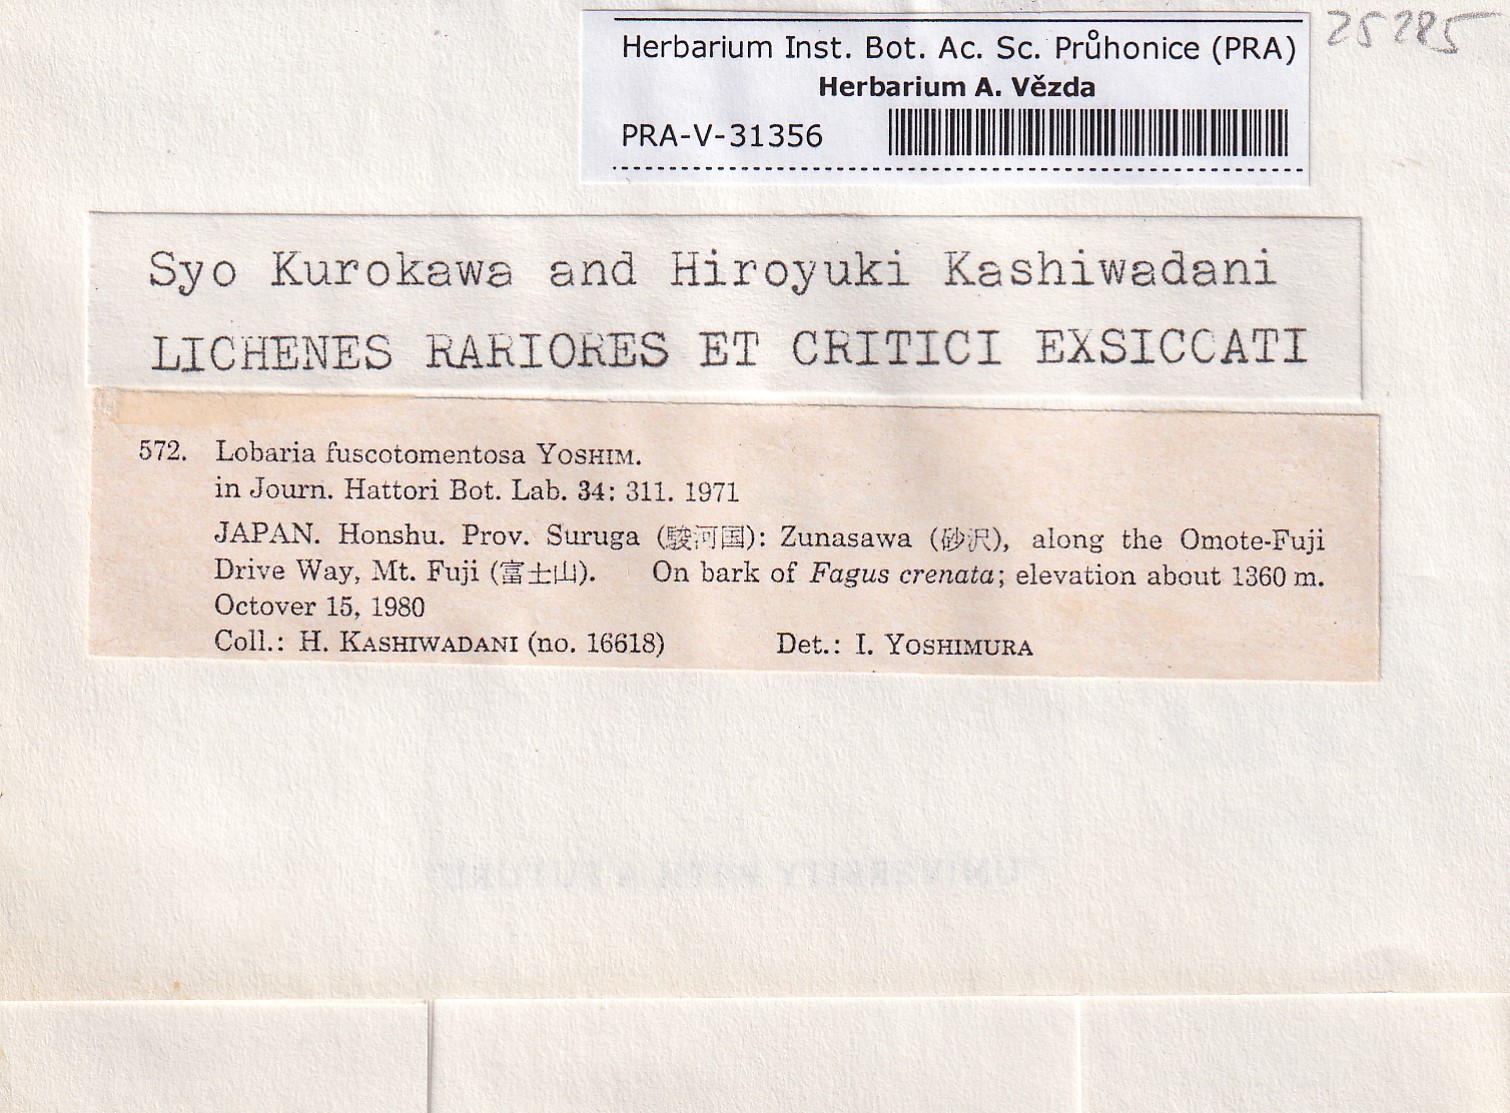 25285
Herbarium Inst. Bot. Ac. Sc. Průhonice (PRA)
Herbarium A. Vězda
PRA-V-31356
Syo Kurokawa and Hiroyuki Kashiwadani
LICHENES RARIORES ET CRITICI EXSICCATI
572. Lobaria fuscotomentosa YOSHIM.
in Journ. Hattori Bot. Lab. 34: 311. 1971
JAPAN. Honshu. Prov. Suruga (駿河国): Zunasawa (砂沢), along the Omote-Fuji
Drive Way, Mt. Fuji (富士山). On bark of Fagus crenata; elevation about 1360 m.
Octover 15, 1980
Coll.: H. KASHIWADANI (no. 16618) Det.: I. YOSHIMURA
UNIVERSITY WITH A FUTURE